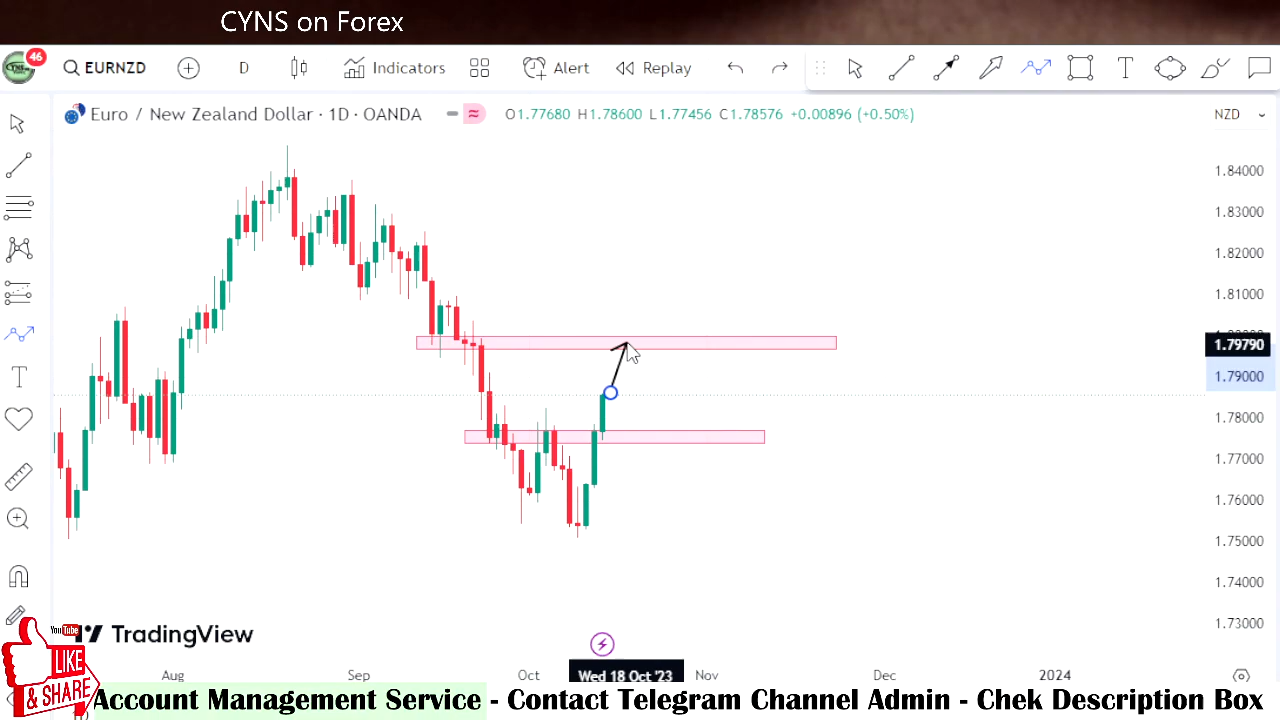 CYNS on Forex
46
EURNZD
D
Indicators
Alert
Replay
Euro / New Zealand Dollar · 1D · OANDA
O1.77680 H1.78600 L1.77456 C1.78576 +0.00896 (+0.50%)
NZD
1.84000
1.83000
1.82000
1.81000
1.79790
1.79000
1.78000
1.77000
1.76000
1.75000
1.74000
1.73000
TradingView
Aug
Sep
Oct
Wed 18 Oct '23
Nov
Dec
2024
YouTube
LIKE
& SHARE
Account Management Service - Contact Telegram Channel Admin - Chek Description Box